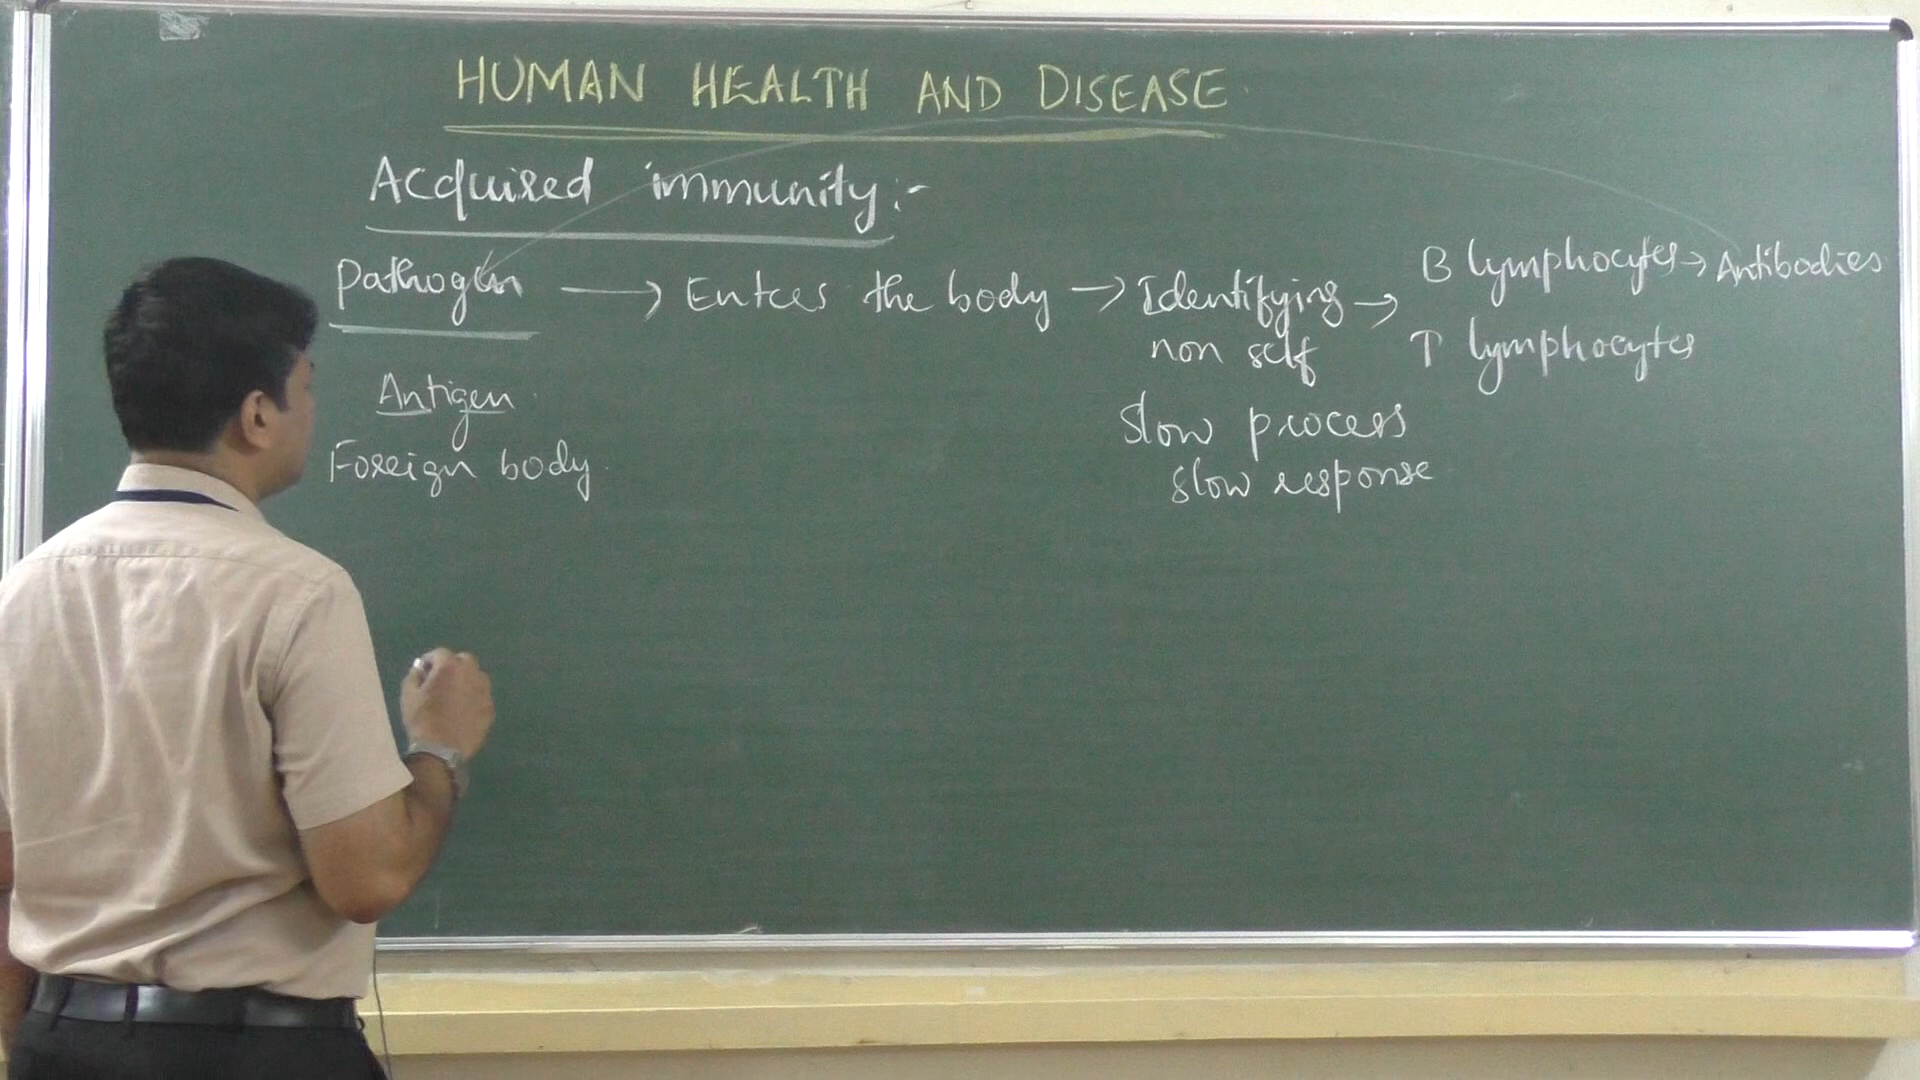 HUMAN HEALTH AND DISEASE
Acquired immunity:-
Pathogen → Enters the body → Identifying non self → B lymphocytes → Antibodies
T lymphocytes
Antigen
Foreign body
Slow process
slow response